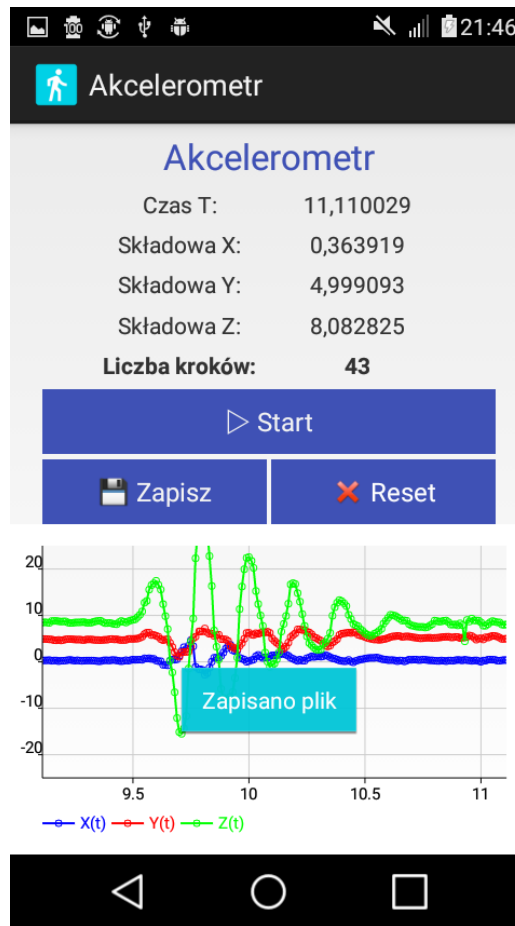 100 21:46
Akcelerometr
Akcelerometr
Czas T: 11,110029
Składowa X: 0,363919
Składowa Y: 4,999093
Składowa Z: 8,082825
Liczba kroków: 43
Start
Zapisz Reset
20
10
0
-10
-20
Zapisano plik
9.5 10 10.5 11
X(t) Y(t) Z(t)